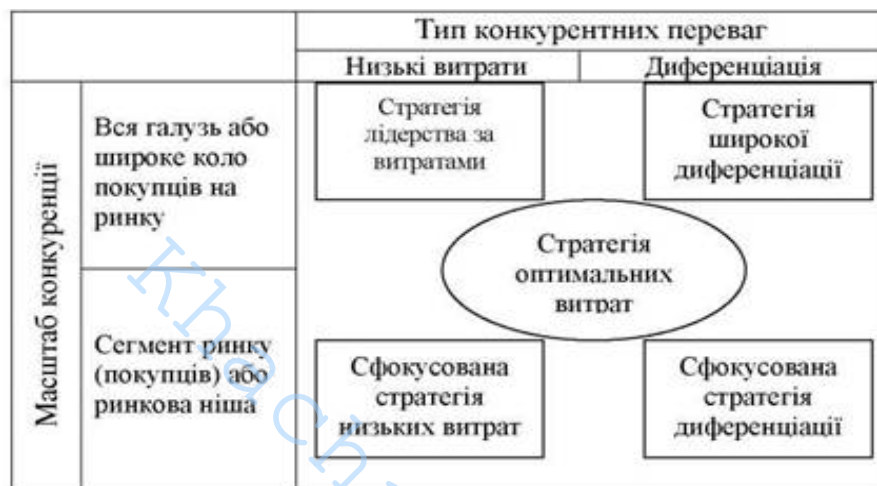 Тип конкурентних переваг
Низькі витрати
Диференціація
Масштаб конкуренції
Вся галузь або
широке коло
покупців на
ринку
Стратегія
лідерства за
витратами
Стратегія
широкої
диференціації
Стратегія
оптимальних
витрат
Сегмент ринку
(покупців) або
ринкова ніша
Сфокусована
стратегія
низьких витрат
Сфокусована
стратегія
диференціації